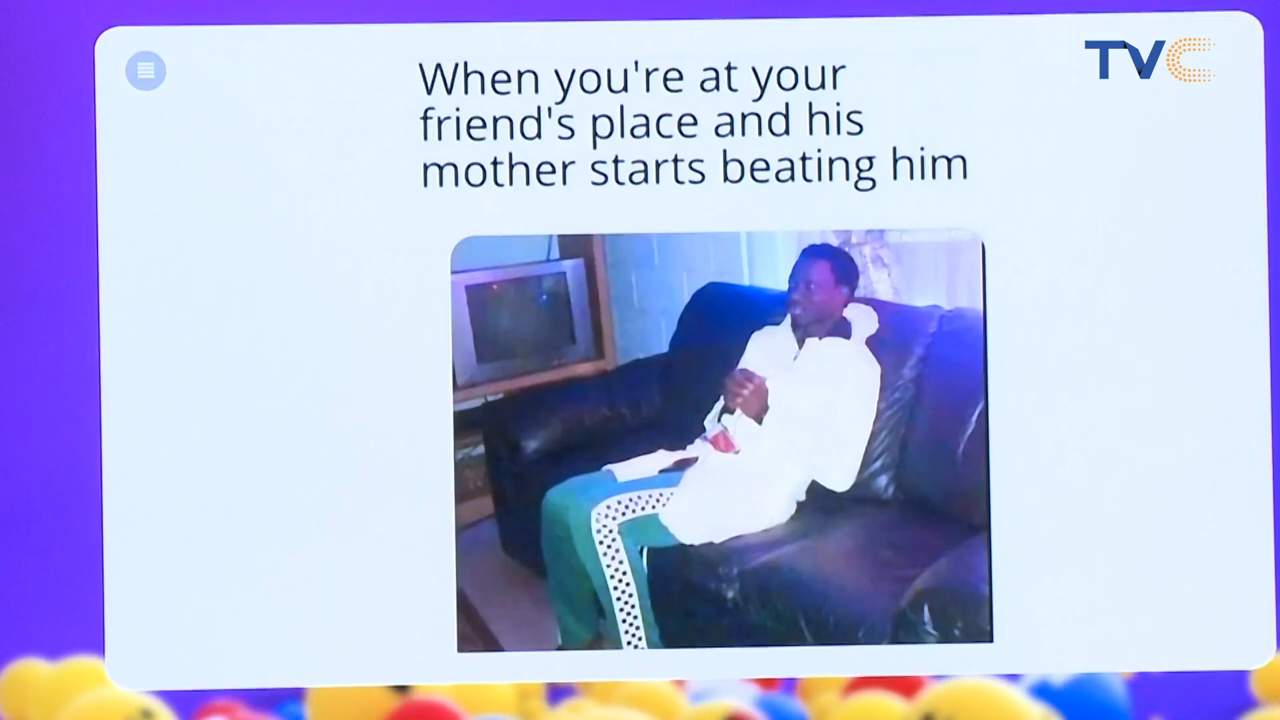 TVC
When you're at your
friend's place and his
mother starts beating him